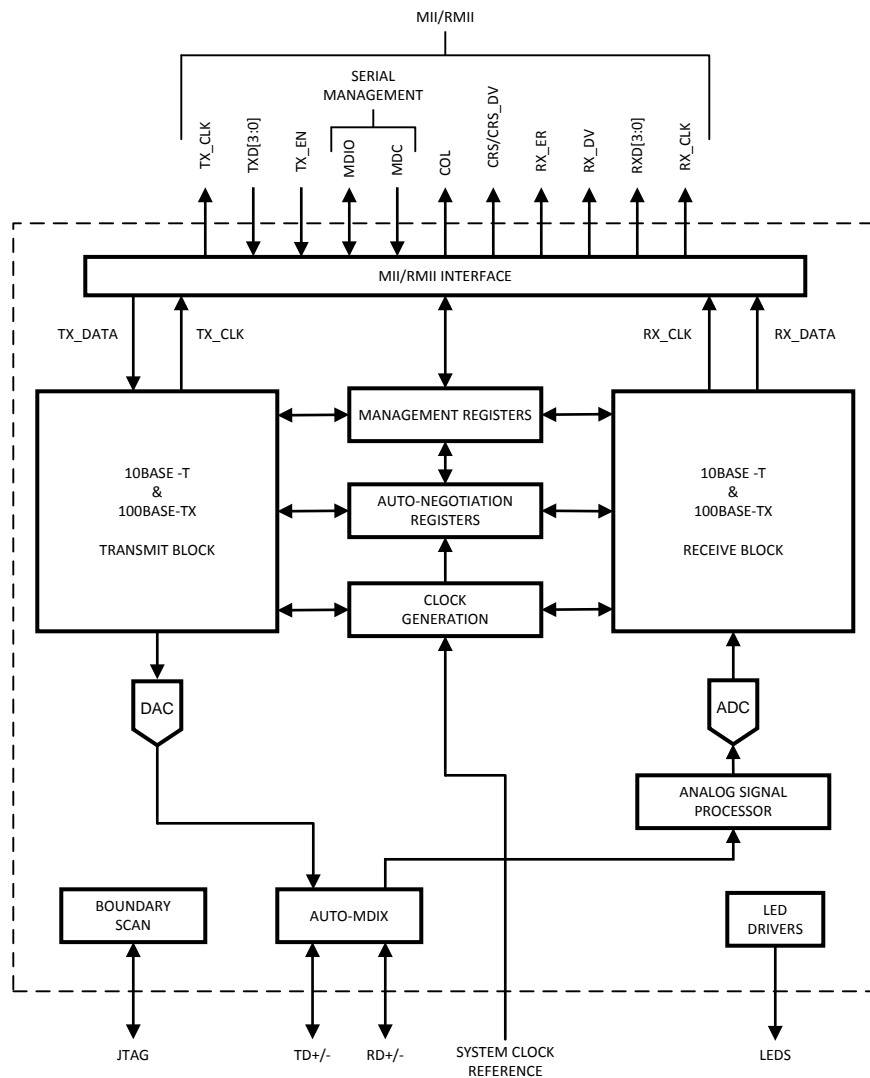 MII/RMII
SERIAL
MANAGEMENT
TX_CLK
TXD[3:0]
TX_EN
MDIO
MDC
COL
CRS/CRS_DV
RX_ER
RX_DV
RXD[3:0]
RX_CLK
MII/RMII INTERFACE
TX_DATA
TX_CLK
RX_CLK
RX_DATA
10BASE -T
&
100BASE-TX
TRANSMIT BLOCK
MANAGEMENT REGISTERS
AUTO-NEGOTIATION
REGISTERS
CLOCK
GENERATION
10BASE -T
&
100BASE-TX
RECEIVE BLOCK
DAC
ADC
ANALOG SIGNAL
PROCESSOR
BOUNDARY
SCAN
AUTO-MDIX
LED
DRIVERS
JTAG
TD+/-
RD+/-
SYSTEM CLOCK
REFERENCE
LEDS